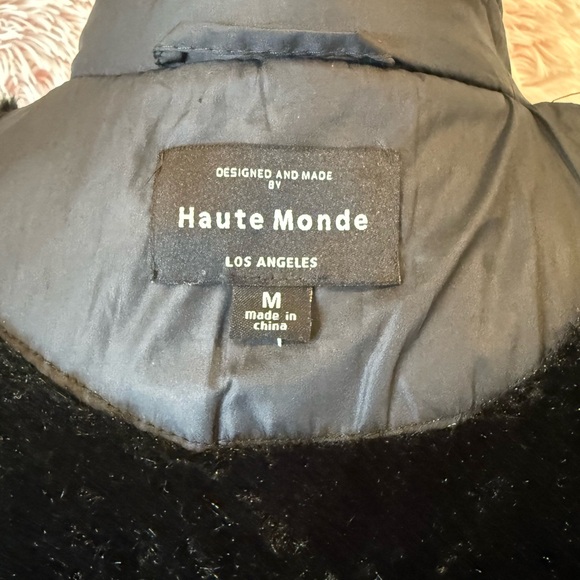 DESIGNED AND MADE
BY
Haute Monde
LOS ANGELES
M
made in
china